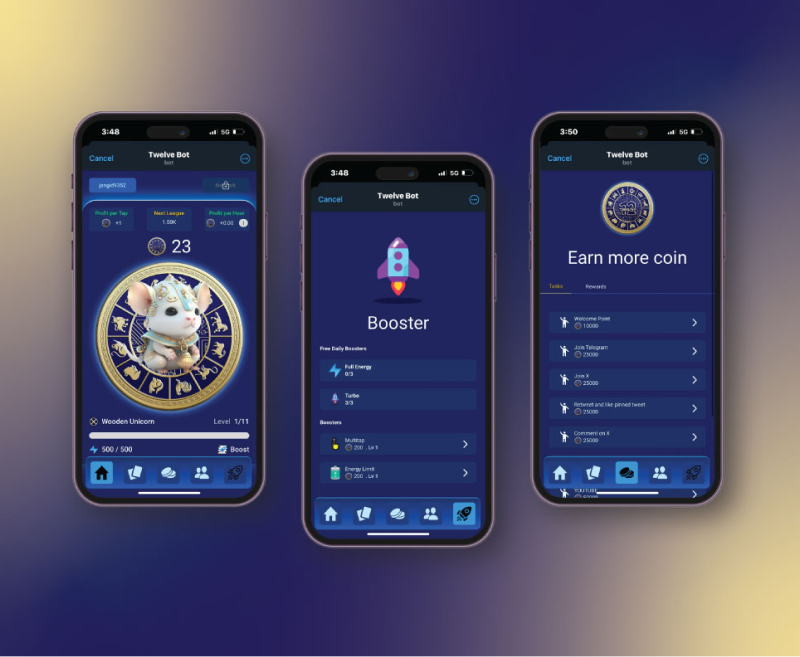 3:48
5G
Cancel
Twelve Bot
bot
Profit per Tap
+1
Next League
1.00K
Profit per Hour
+0.00
23
Wooden Unicorn
Level 1/11
500 / 500
Boost
3:48
5G
Cancel
Twelve Bot
bot
Booster
Free Daily Boosters
Full Energy
0/3
Turbo
3/3
Boosters
Multitap
200 . Lv 1
Energy Limit
200 . Lv 1
3:50
5G
Cancel
Twelve Bot
bot
12
Earn more coin
Tasks
Rewards
Welcome Point
10000
Join Telegram
25000
Join X
25000
Retweet and like pinned tweet
25000
Comment on X
25000
YOUTUBE